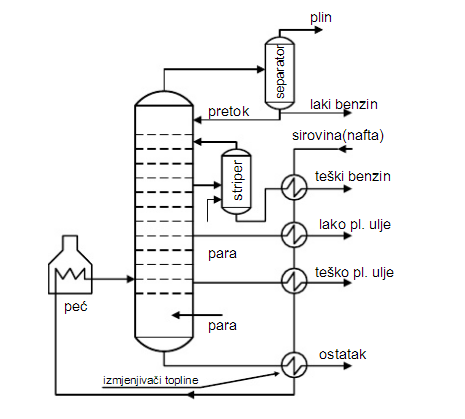 plin
separator
pretok
laki benzin
sirovina(nafta)
striper
teški benzin
lako pl. ulje
para
teško pl. ulje
peć
para
ostatak
izmjenjivači topline